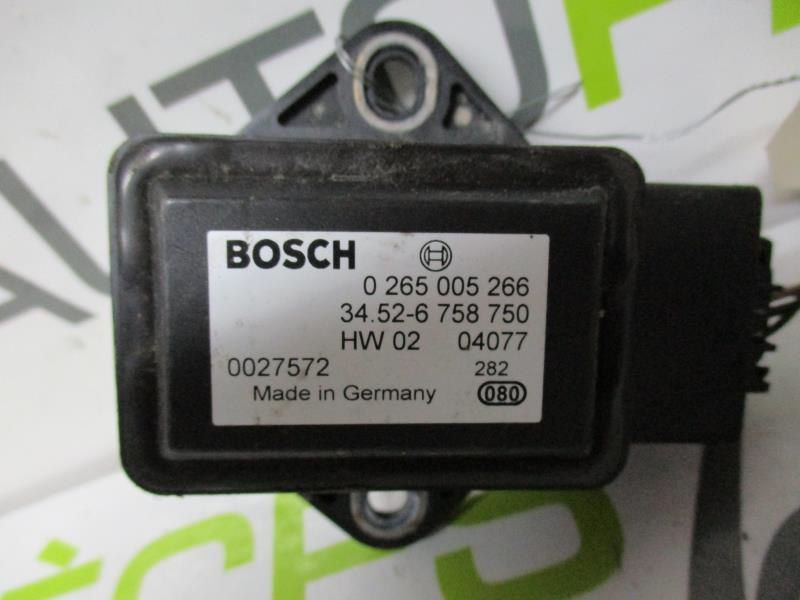 BOSCH
0 265 005 266
34.52-6 758 750
HW 02 04077
0027572 282
Made in Germany 080